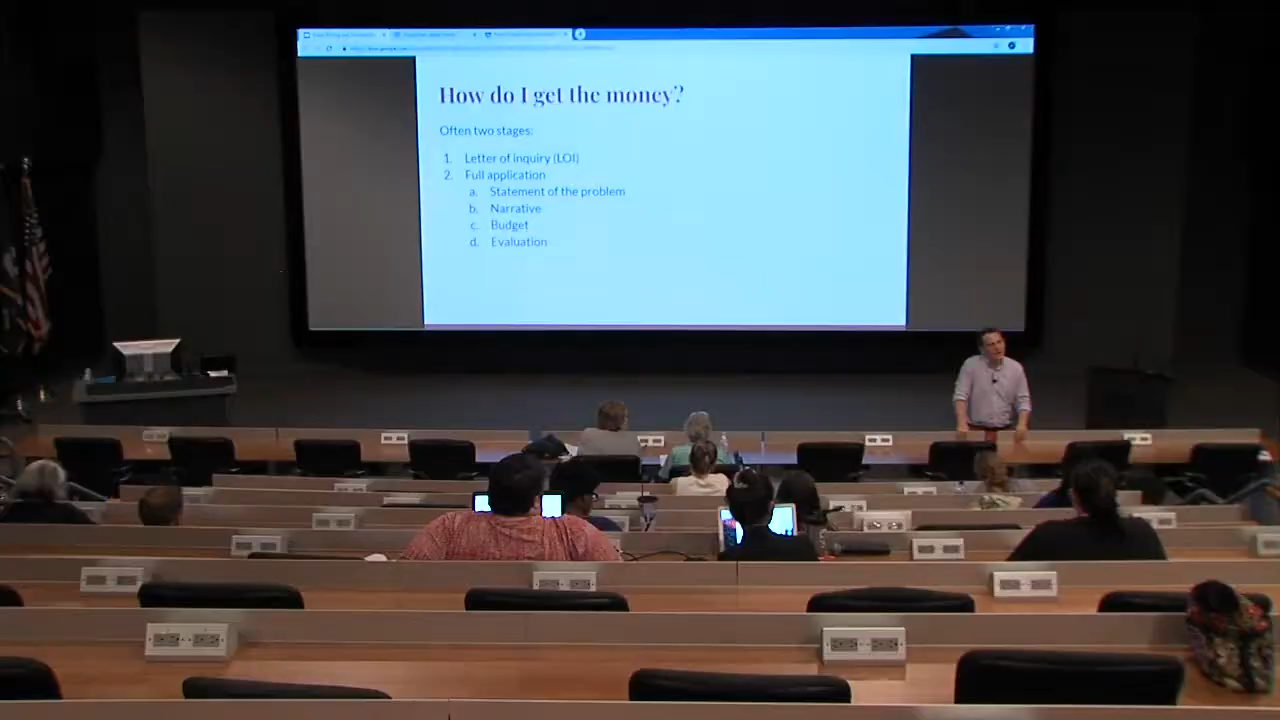 How do I get the money?
Often two stages:
1. Letter of inquiry (LOI)
2. Full application
a. Statement of the problem
b. Narrative
c. Budget
d. Evaluation